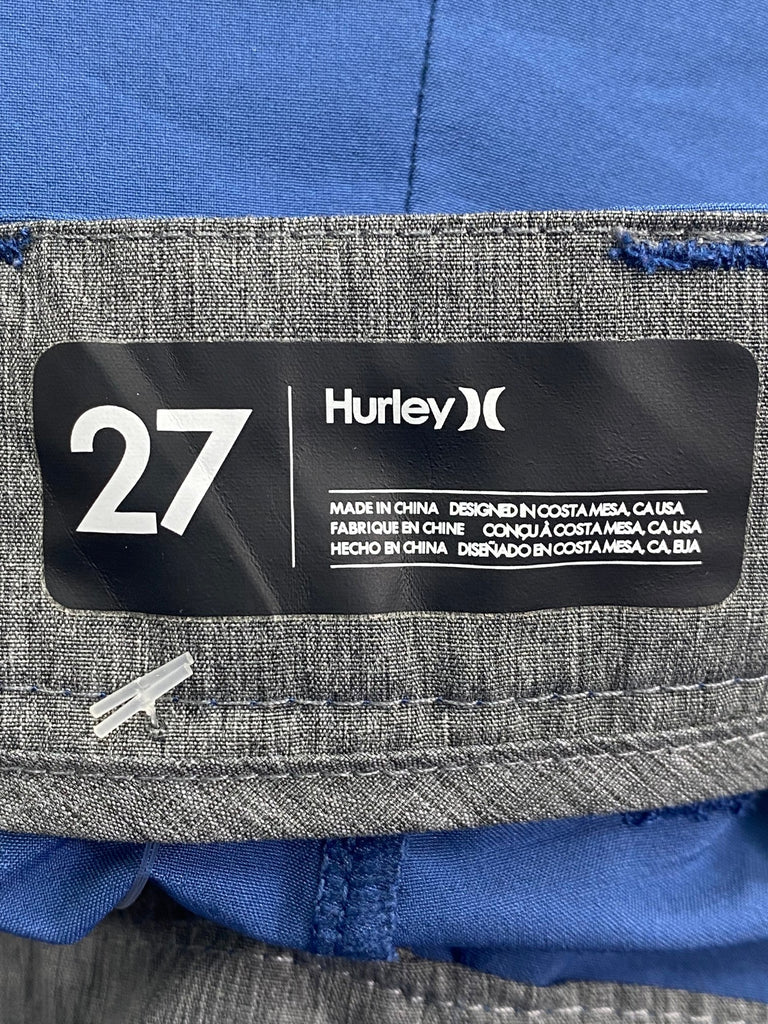 27
Hurley
MADE IN CHINA DESIGNED IN COSTA MESA, CA USA
FABRIQUE EN CHINE CONÇU À COSTA MESA, CA, USA
HECHO EN CHINA DISEÑADO EN COSTA MESA, CA, EUA